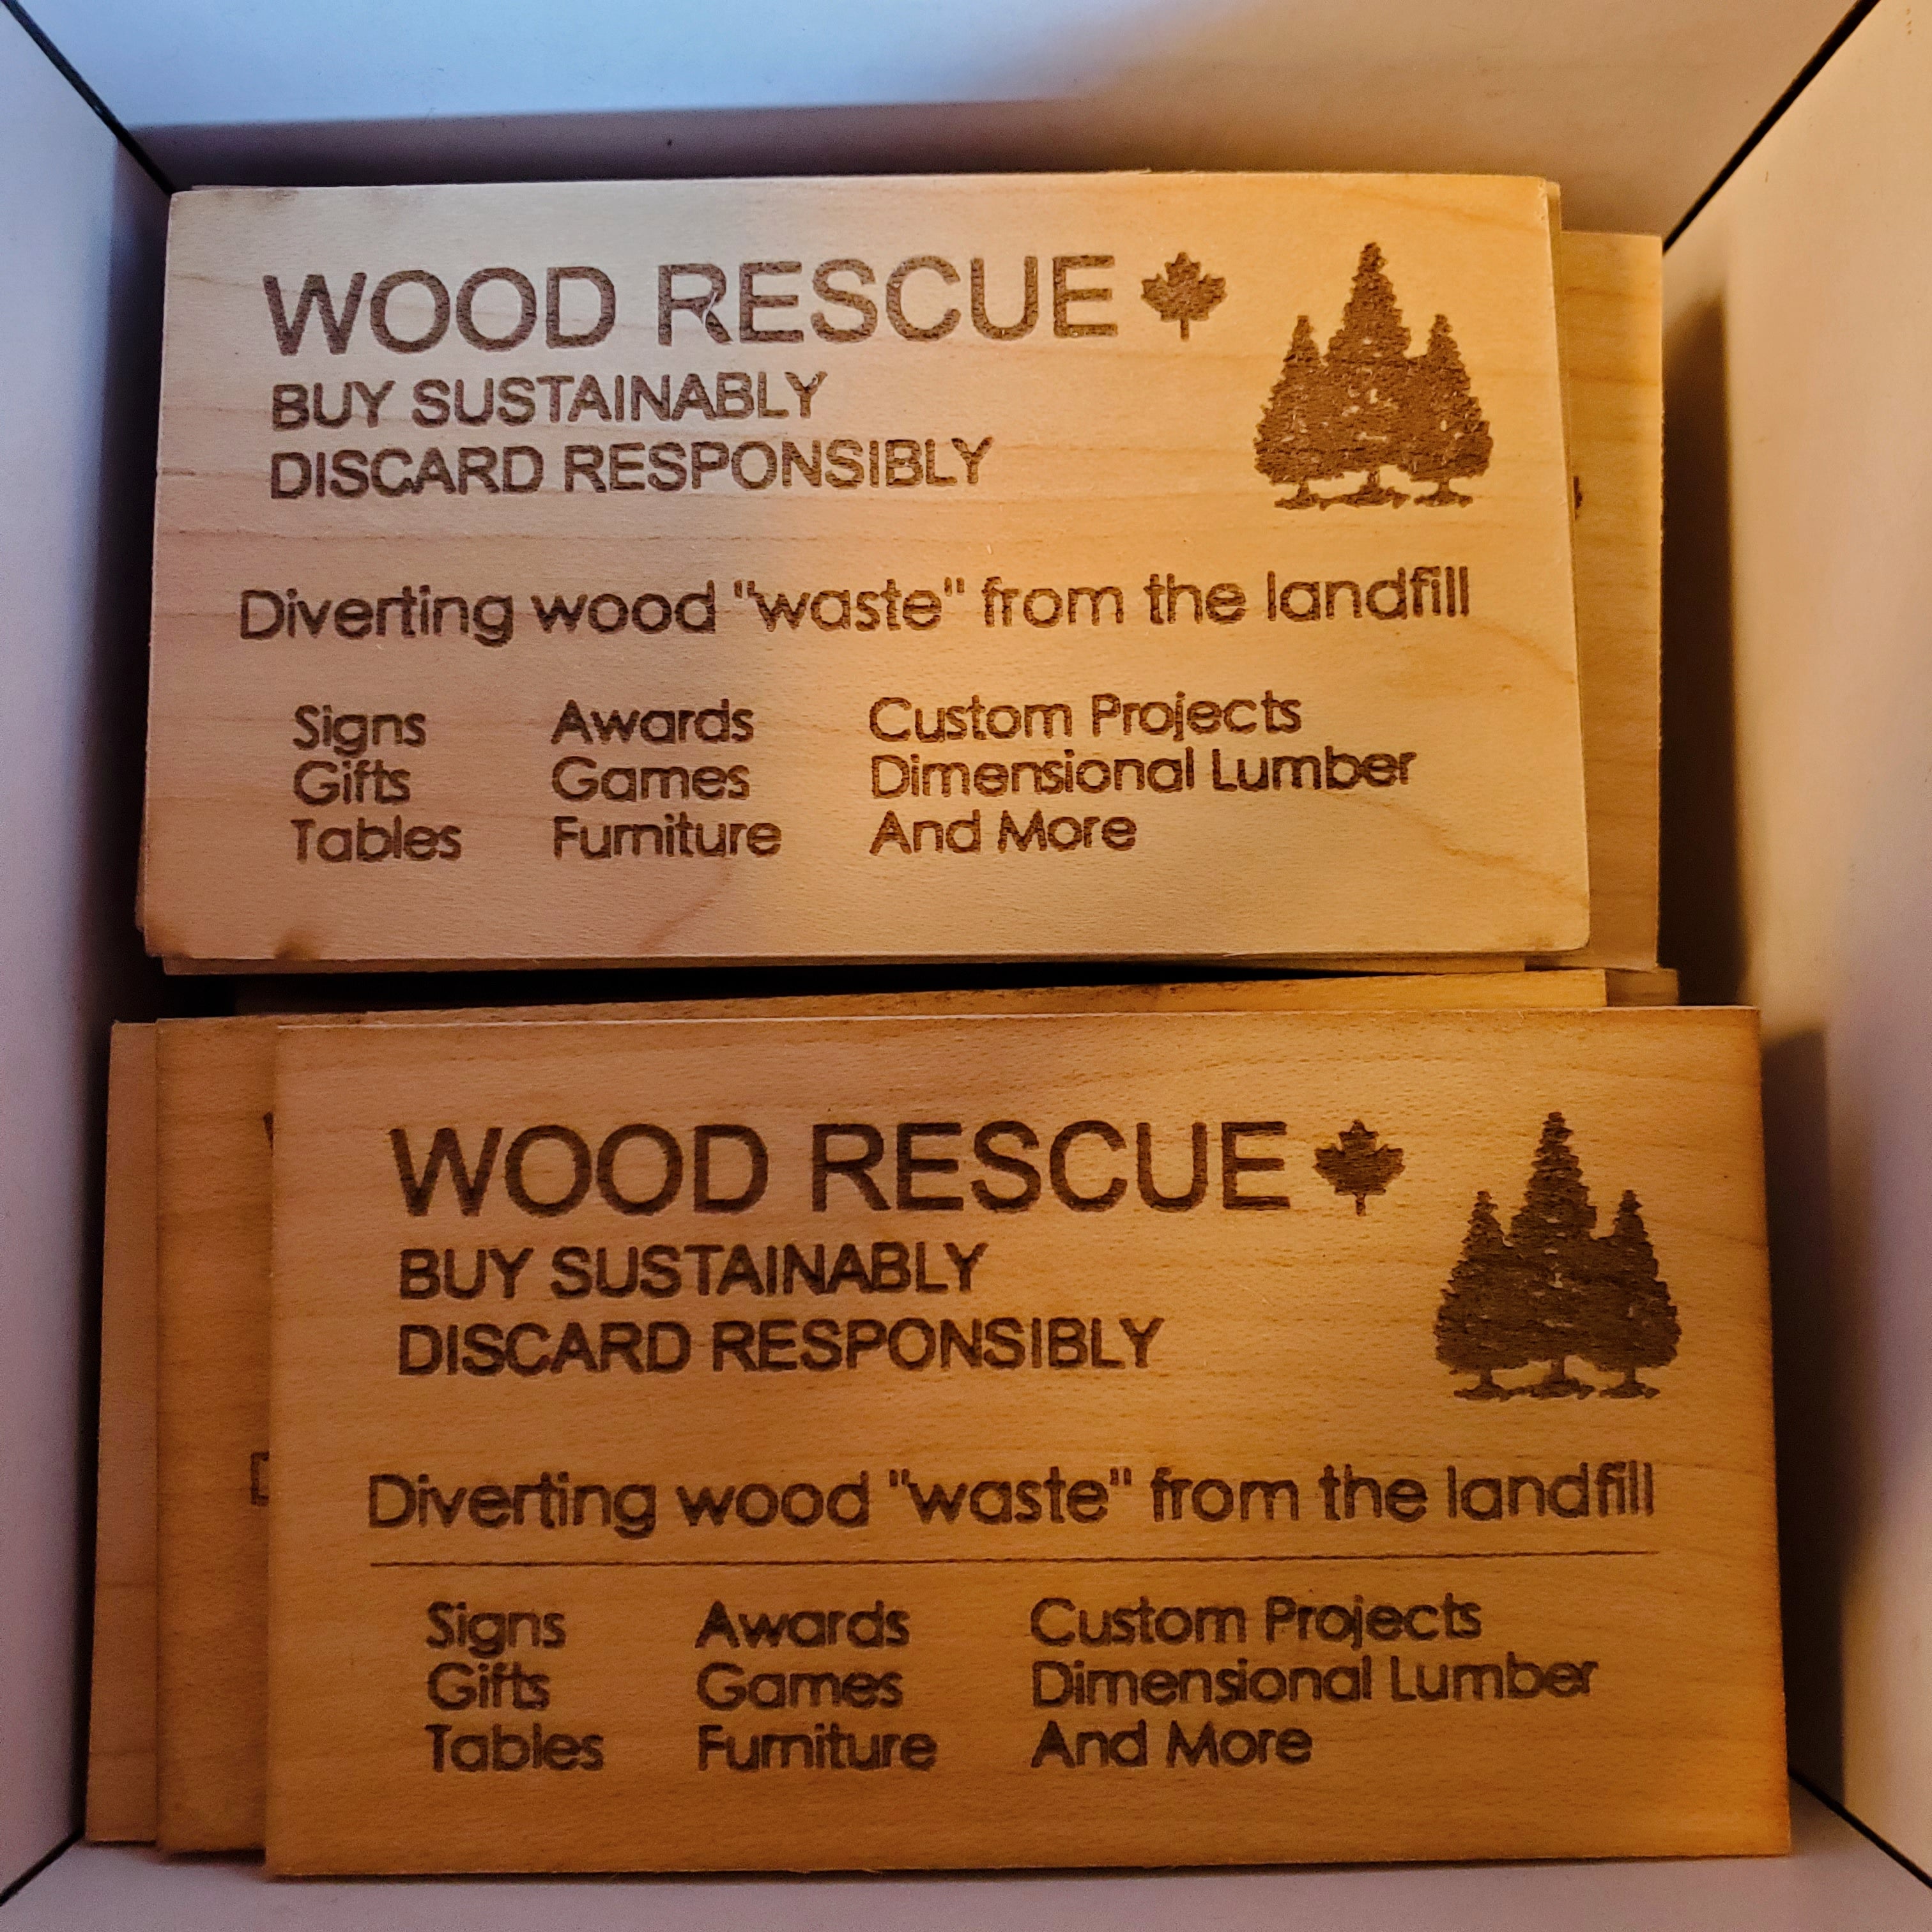 WOOD RESCUE
BUY SUSTAINABLY
DISCARD RESPONSIBLY
Diverting wood "waste" from the landfill
Signs Awards Custom Projects
Gifts Games Dimensional Lumber
Tables Furniture And More
WOOD RESCUE
BUY SUSTAINABLY
DISCARD RESPONSIBLY
Diverting wood "waste" from the landfill
Signs Awards Custom Projects
Gifts Games Dimensional Lumber
Tables Furniture And More